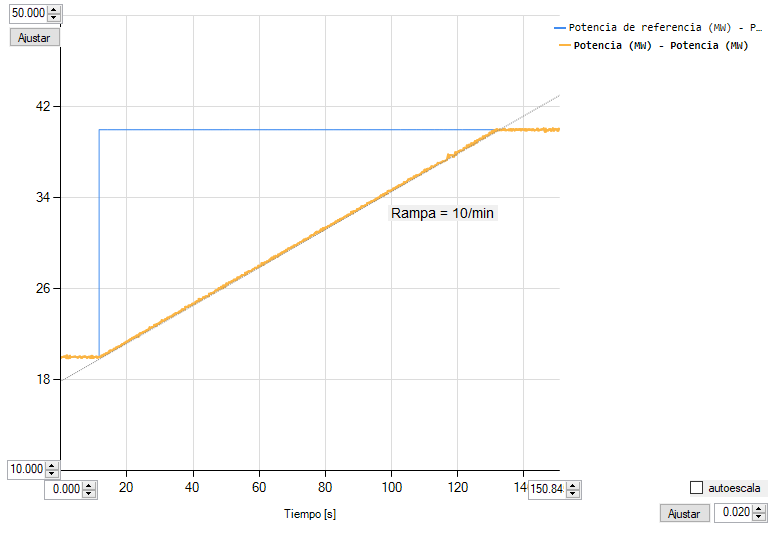 50.000
Ajustar
Potencia de referencia (MW) - P...
Potencia (MW) - Potencia (MW)
42
34
Rampa = 10/min
26
18
10.000
0.000
20
40
60
80
100
120
14
150.84
autoescala
Tiempo [s]
Ajustar
0.020